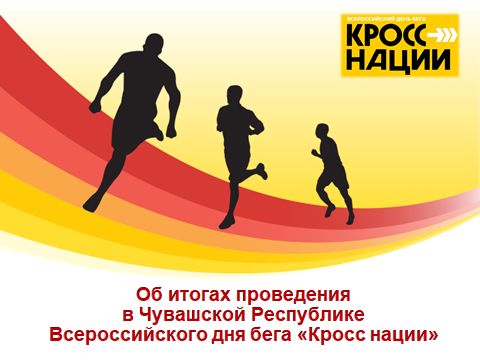 ВСЕРОССИЙСКИЙ ДЕНЬ БЕГА
КРОСС
НАЦИИ
Об итогах проведения
в Чувашской Республике
Всероссийского дня бега «Кросс нации»